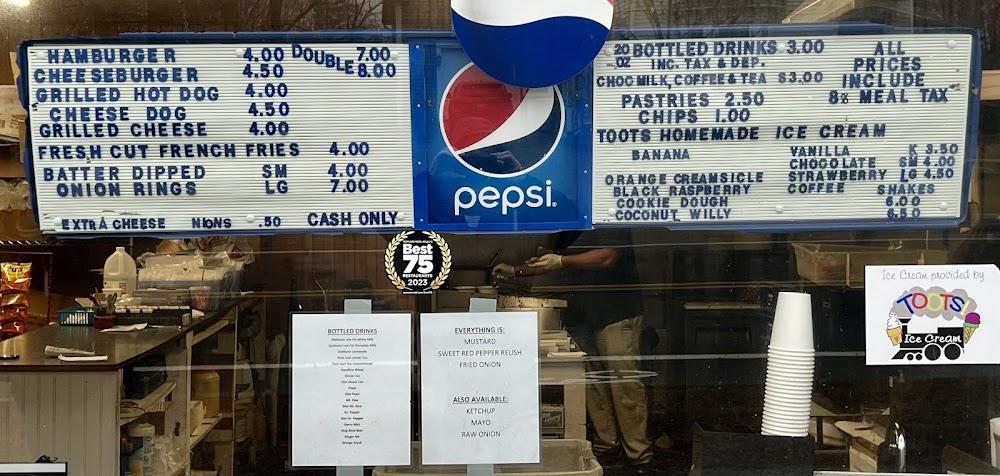 HAMBURGER 4.00 DOUBLE 7.00
CHEESEBURGER 4.50 8.00
GRILLED HOT DOG 4.00
CHEESE DOG 4.50
GRILLED CHEESE 4.00
FRESH CUT FRENCH FRIES 4.00
BATTER DIPPED SM 4.00
ONION RINGS LG 7.00
EXTRA CHEESE NIONS .50 CASH ONLY
pepsi
20 OZ BOTTLED DRINKS 3.00
INC. TAX & DEP.
CHOC MILK, COFFEE & TEA $3.00
PASTRIES 2.50
CHIPS 1.00
ALL
PRICES
INCLUDE
8% MEAL TAX
TOOTS HOMEMADE ICE CREAM
BANANA
ORANGE CREAMSICLE
BLACK RASPBERRY
COOKIE DOUGH
COCONUT WILLY
VANILLA K 3.50
CHOCOLATE SM 4.00
STRAWBERRY LG 4.50
COFFEE SHAKES
6.00
6.50
Best
75
RESTAURANTS
2023
BOTTLED DRINKS
EVERYTHING IS:
MUSTARD
SWEET RED PEPPER RELISH
FRIED ONION
ALSO AVAILABLE:
KETCHUP
MAYO
RAW ONION
Ice Cream provided by
TOOTS
Ice Cream